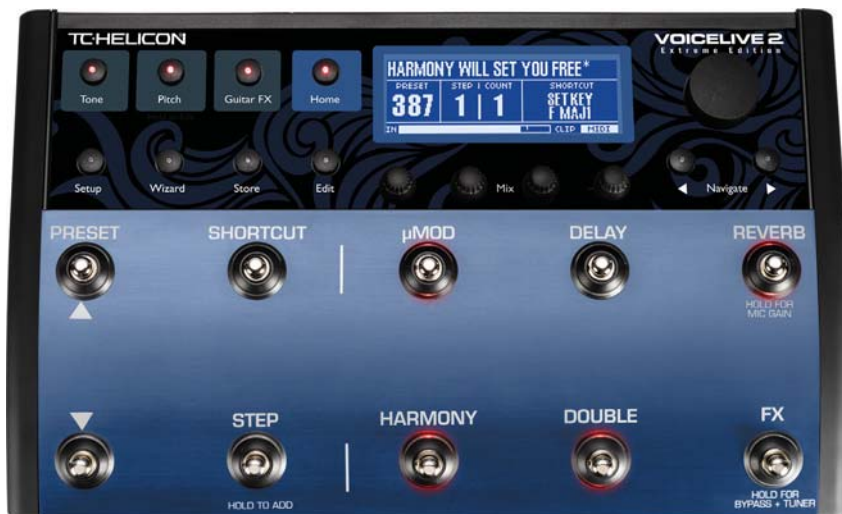 TC·HELICON
VOICELIVE 2
Extreme Edition
Tone Pitch Guitar FX Home
HARMONY WILL SET YOU FREE*
PRESET STEP | COUNT SHORTCUT
387 1 | 1 SET KEY
F MAJ1
IN CLIP MIDI
Setup Wizard Store Edit Mix ◀ Navigate ▶
PRESET SHORTCUT µMOD DELAY REVERB
HOLD FOR
MIC GAIN
STEP HARMONY DOUBLE FX
HOLD TO ADD
HOLD FOR
BYPASS + TUNER